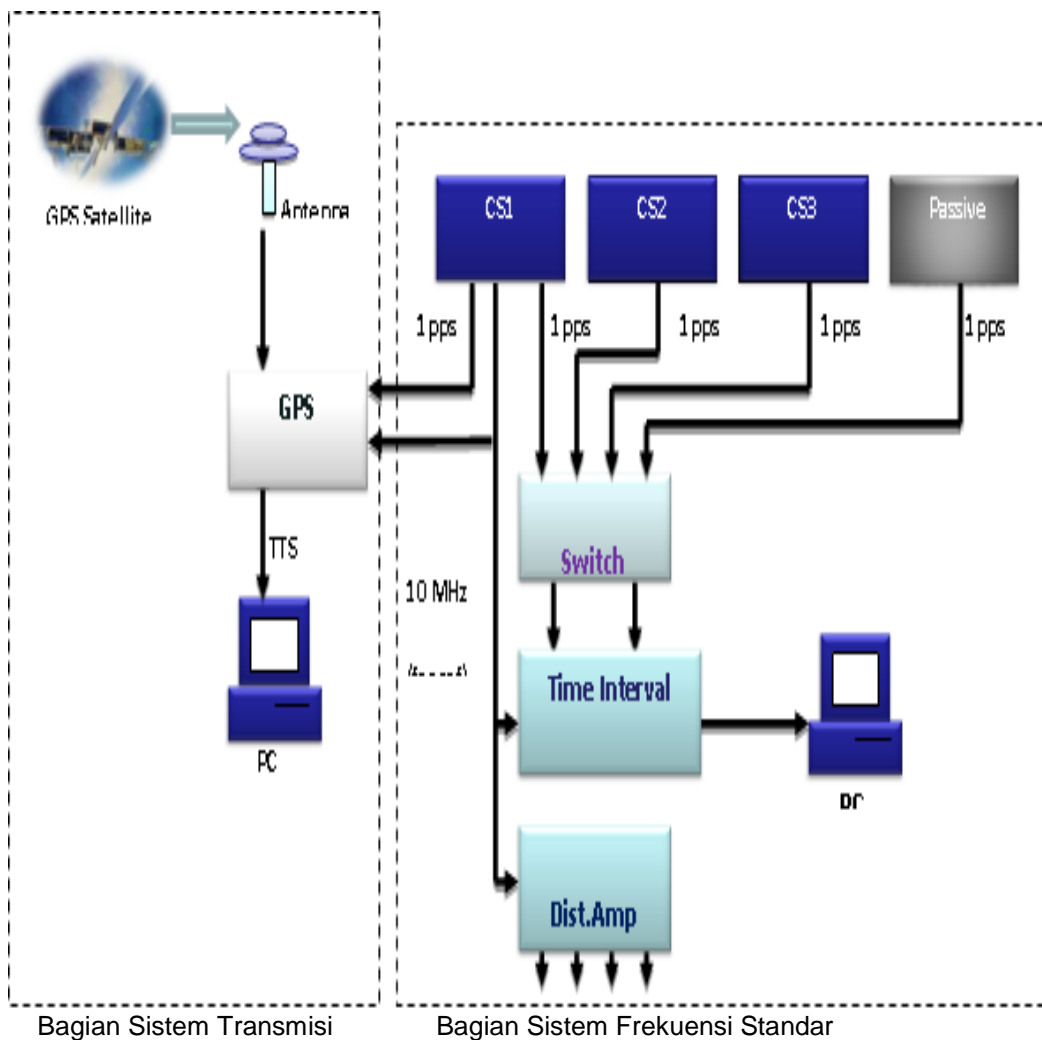 GPS Satellite
Antenna
CS1
CS2
CS3
Passive
1 pps
1 pps
1 pps
1 pps
1 pps
GPS
TTS
PC
10 MHz
Switch
Time Interval
PC
Dist.Amp
Bagian Sistem Transmisi
Bagian Sistem Frekuensi Standar